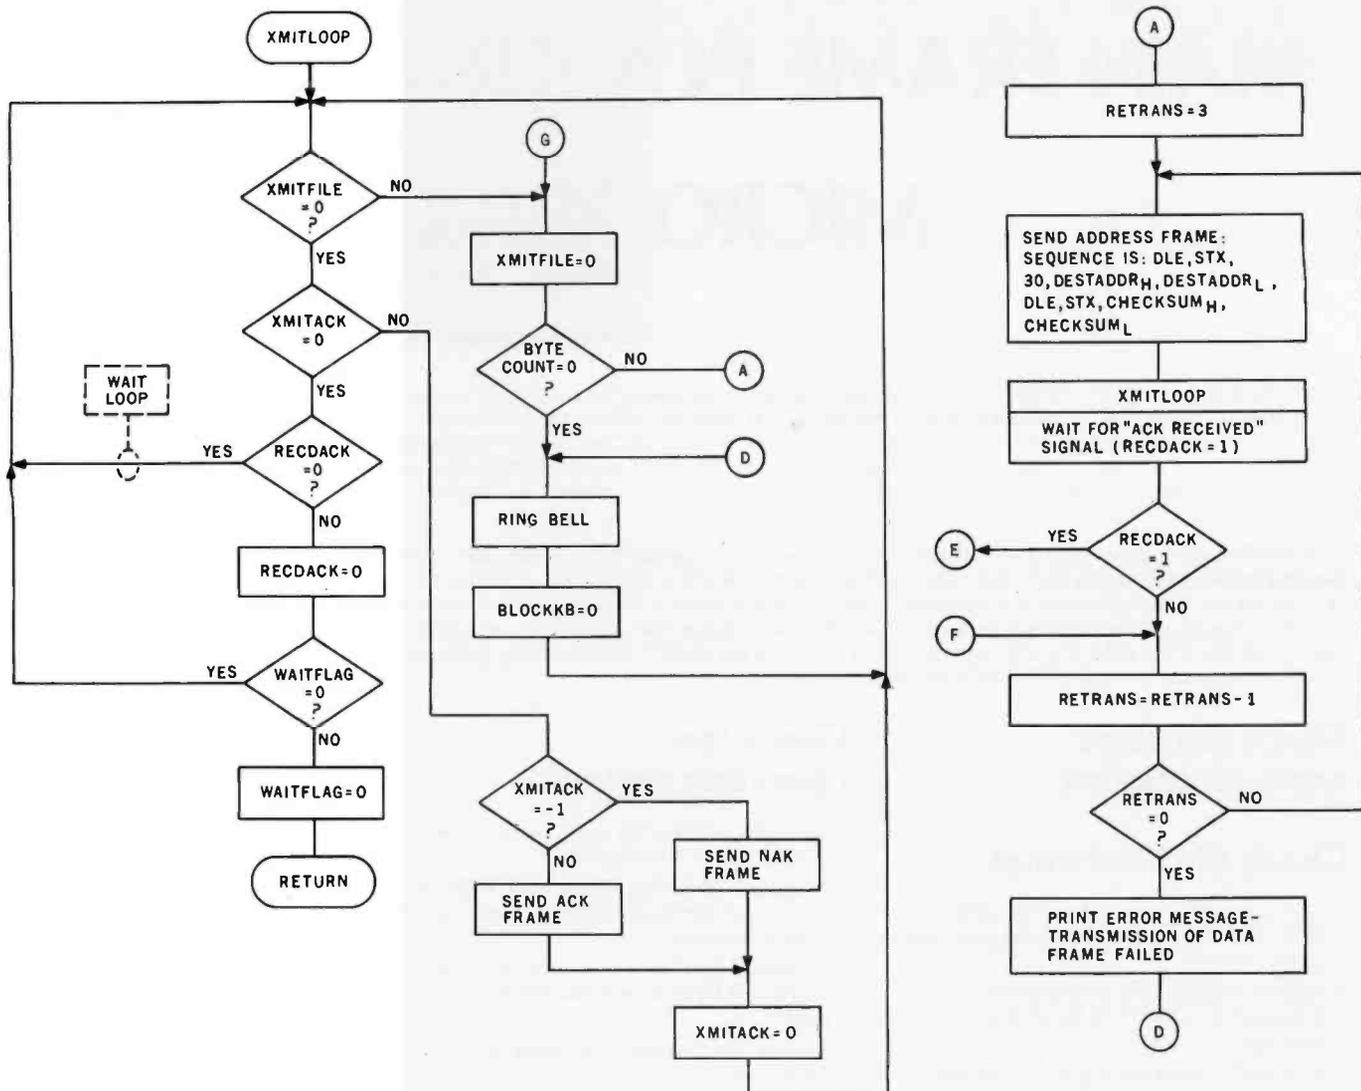 XMITLOOP
XMITFILE
=0
?
NO
YES
XMITACK
=0
NO
YES
WAIT
LOOP
YES
RECDACK
=0
?
NO
RECDACK=0
YES
WAITFLAG
=0
?
NO
WAITFLAG=0
RETURN
G
XMITFILE=0
BYTE
COUNT=0
?
NO
A
YES
D
RING BELL
BLOCKKB=0
XMITACK
=-1
?
YES
NO
SEND NAK
FRAME
SEND ACK
FRAME
XMITACK=0
A
RETRANS=3
SEND ADDRESS FRAME:
SEQUENCE IS: DLE,STX,
30,DESTADDRH,DESTADDRL,
DLE,STX,CHECKSUMH,
CHECKSUML
XMITLOOP
WAIT FOR "ACK RECEIVED"
SIGNAL (RECDACK=1)
E
YES
RECDACK
=1
?
NO
F
RETRANS=RETRANS-1
RETRANS
=0
?
NO
YES
PRINT ERROR MESSAGE-
TRANSMISSION OF DATA
FRAME FAILED
D